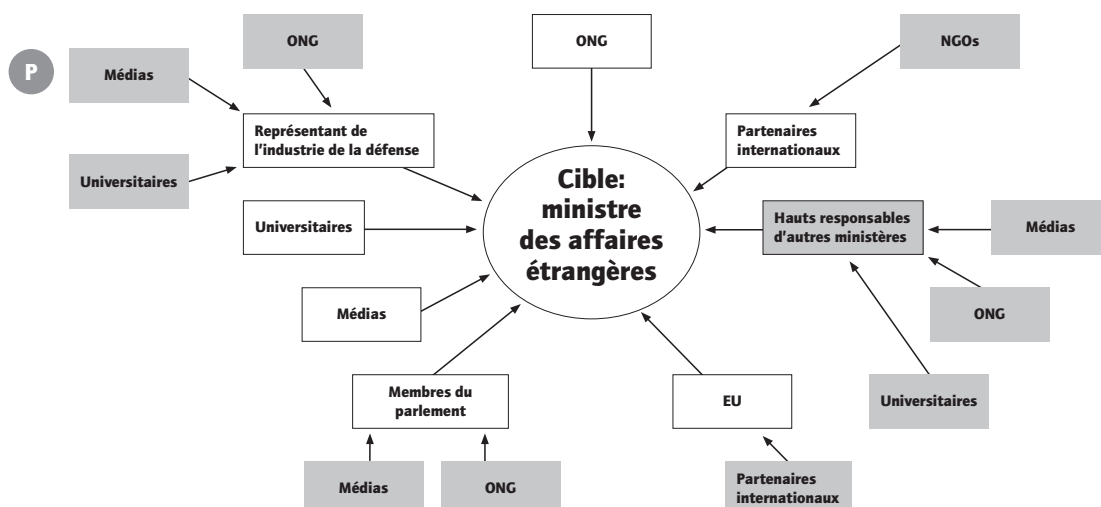 P
Médias
ONG
ONG
NGOs
Représentant de
l’industrie de la défense
Partenaires
internationaux
Universitaires
Cible:
ministre
des affaires
étrangères
Universitaires
Hauts responsables
d’autres ministères
Médias
Médias
ONG
Membres du
parlement
EU
Universitaires
Médias
ONG
Partenaires
internationaux